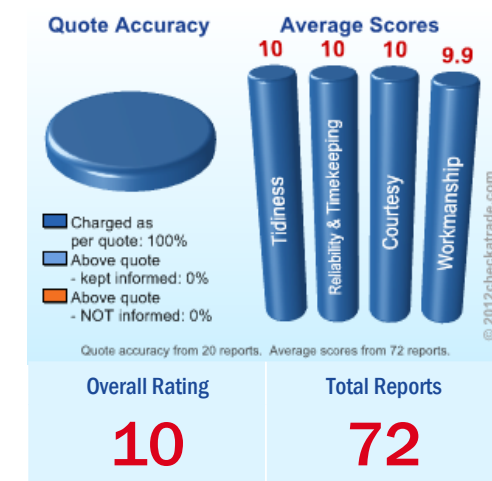 Quote Accuracy
Average Scores
10
10
10
9.9
Tidiness
Reliability & Timekeeping
Courtesy
Workmanship
Charged as
per quote: 100%
Above quote
- kept informed: 0%
Above quote
- NOT informed: 0%
© 2012checkatrade.com
Quote accuracy from 20 reports. Average scores from 72 reports.
Overall Rating
Total Reports
10
72